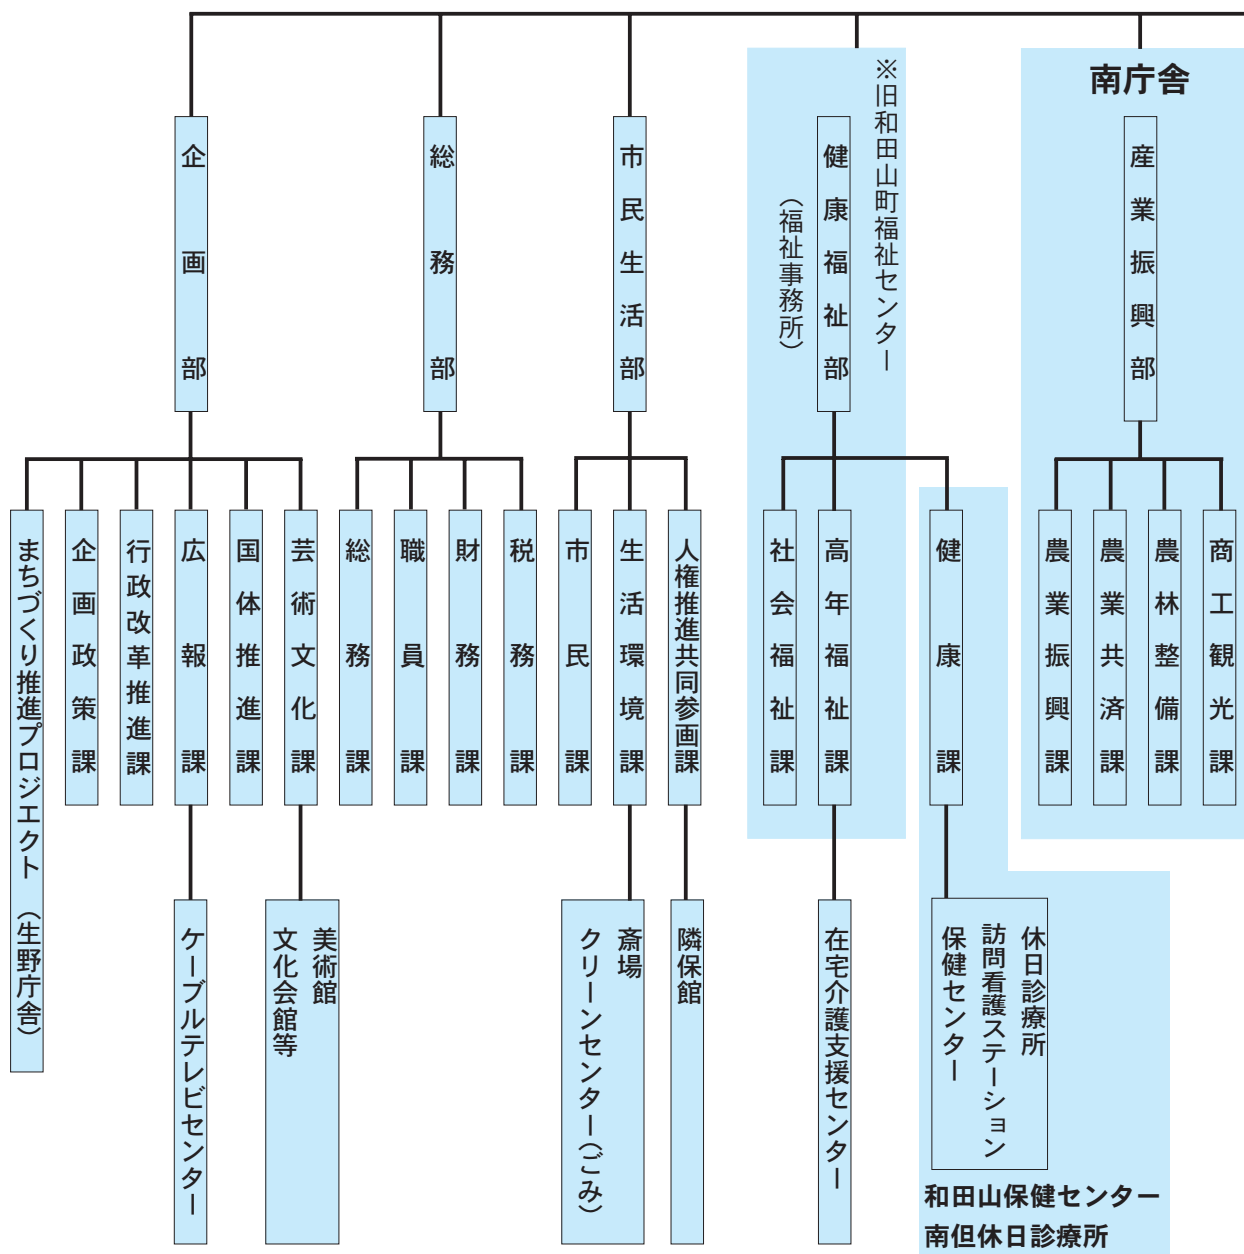 南庁舎
企画部
総務部
市民生活部
健康福祉部
(福祉事務所)
※旧和田山町福祉センター
産業振興部
まちづくり推進プロジエクト (生野庁舎)
企画政策課
行政改革推進課
広報課
国体推進課
芸術文化課
総務課
職員課
財務課
税務課
市民課
生活環境課
人権推進共同参画課
社会福祉課
高年福祉課
健康課
農業振興課
農業共済課
農林整備課
商工観光課
ケーブルテレビセンター
美術館
文化会館等
斎場
クリーンセンター(ごみ)
隣保館
在宅介護支援センター
休日診療所
訪問看護ステーション
保健センター
和田山保健センター
南但休日診療所